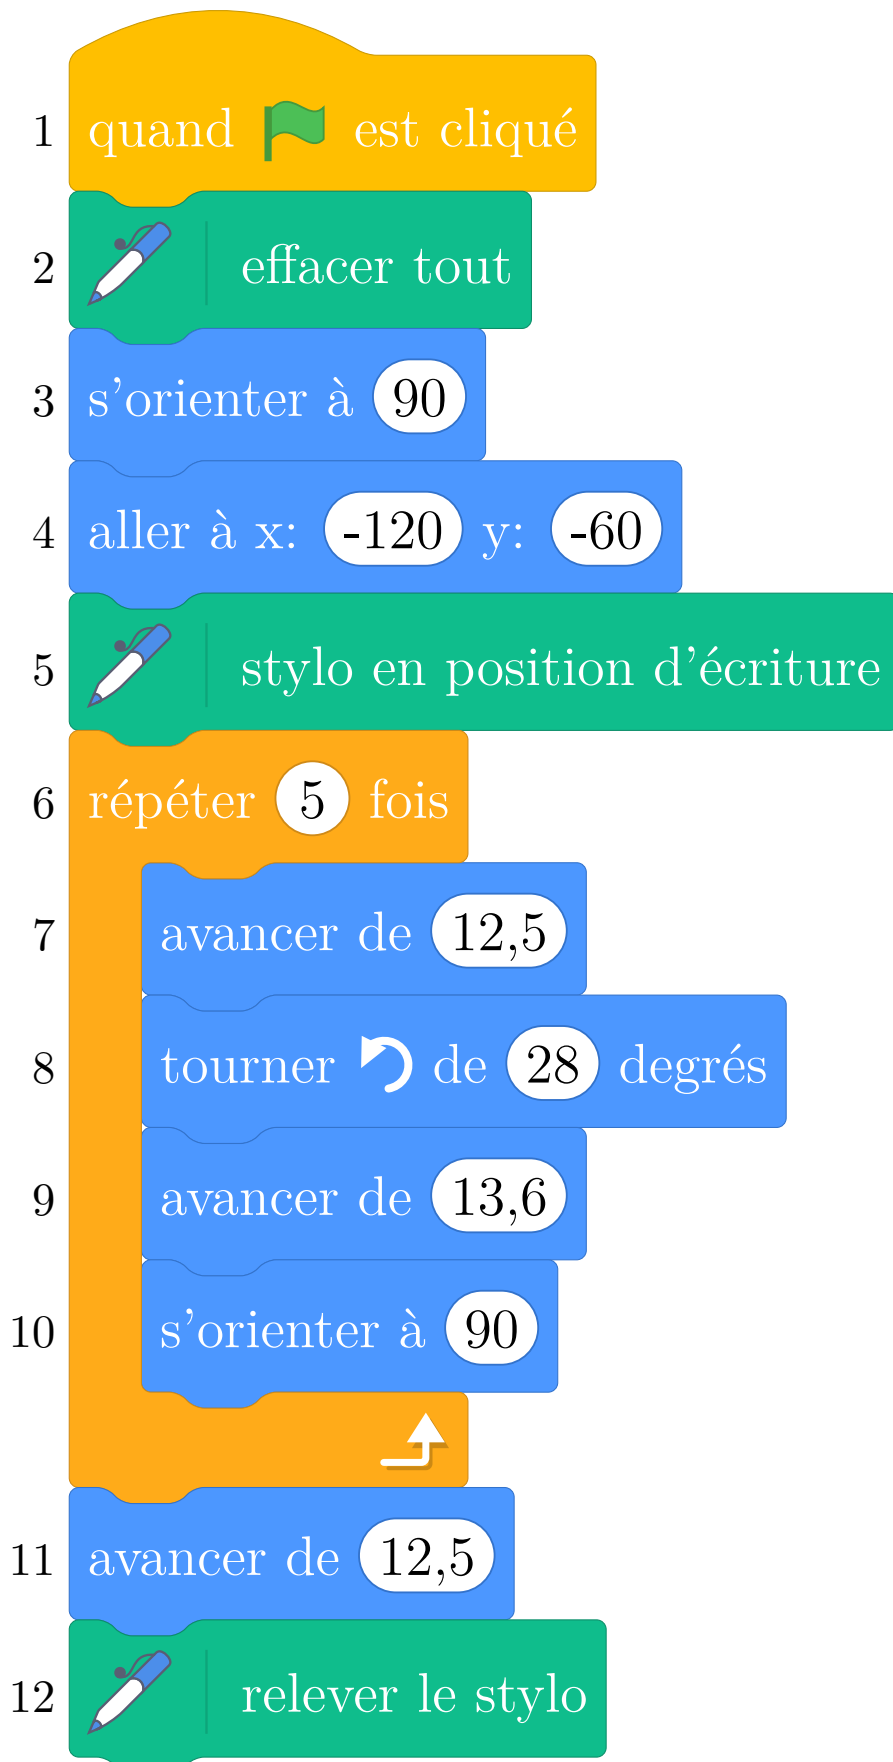 1 quand est cliqué
2 effacer tout
3 s'orienter à 90
4 aller à x: -120 y: -60
5 stylo en position d'écriture
6 répéter 5 fois
7 avancer de 12,5
8 tourner de 28 degrés
9 avancer de 13,6
10 s'orienter à 90
11 avancer de 12,5
12 relever le stylo